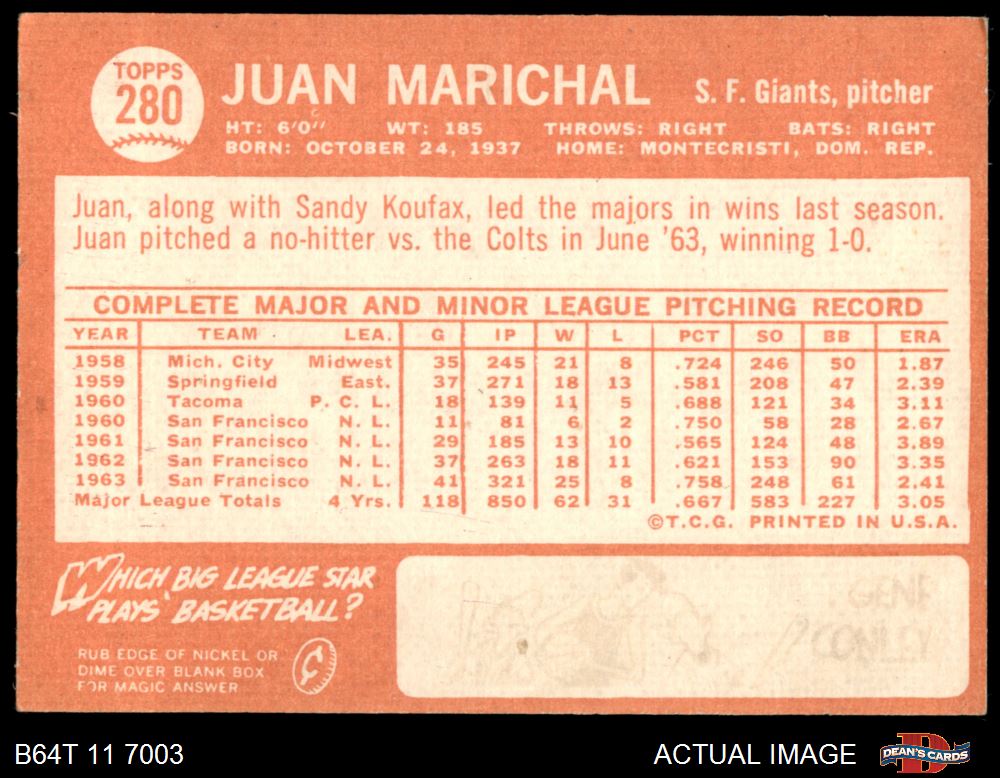 TOPPS
280
JUAN MARICHAL
S. F. Giants, pitcher
HT: 6'0" WT: 185 THROWS: RIGHT BATS: RIGHT
BORN: OCTOBER 24, 1937 HOME: MONTECRISTI, DOM. REP.
Juan, along with Sandy Koufax, led the majors in wins last season.
Juan pitched a no-hitter vs. the Colts in June '63, winning 1-0.
COMPLETE MAJOR AND MINOR LEAGUE PITCHING RECORD
YEAR TEAM LEA. G IP W L PCT SO BB ERA
1958 Mich. City Midwest 35 245 21 8 .724 246 50 1.87
1959 Springfield East. 37 271 18 13 .581 208 47 2.39
1960 Tacoma P. C. L. 18 139 11 5 .688 121 34 3.11
1960 San Francisco N. L. 11 81 6 2 .750 58 28 2.67
1961 San Francisco N. L. 29 185 13 10 .565 124 48 3.89
1962 San Francisco N. L. 37 263 18 11 .621 153 90 3.35
1963 San Francisco N. L. 41 321 25 8 .758 248 61 2.41
Major League Totals 4 Yrs. 118 850 62 31 .667 583 227 3.05
©T.C.G. PRINTED IN U.S.A.
WHICH BIG LEAGUE STAR
PLAYS BASKETBALL?
RUB EDGE OF NICKEL OR
DIME OVER BLANK BOX
FOR MAGIC ANSWER
GENE
CONLEY
B64T 11 7003
ACTUAL IMAGE
D
DEAN'S CARDS